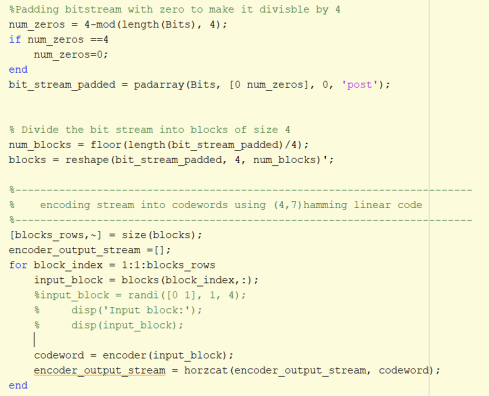 %Padding bitstream with zero to make it divisble by 4
num_zeros = 4-mod(length(Bits), 4);
if num_zeros ==4
    num_zeros=0;
end
bit_stream_padded = padarray(Bits, [0 num_zeros], 0, 'post');
% Divide the bit stream into blocks of size 4
num_blocks = floor(length(bit_stream_padded)/4);
blocks = reshape(bit_stream_padded, 4, num_blocks)';
%----------------------------------------------------------------------
%    encoding stream into codewords using (4,7)hamming linear code
%----------------------------------------------------------------------
[blocks_rows,~] = size(blocks);
encoder_output_stream =[];
for block_index = 1:1:blocks_rows
    input_block = blocks(block_index,:);
    %input_block = randi([0 1], 1, 4);
    %     disp('Input block:');
    %     disp(input_block);
    codeword = encoder(input_block);
    encoder_output_stream = horzcat(encoder_output_stream, codeword);
end